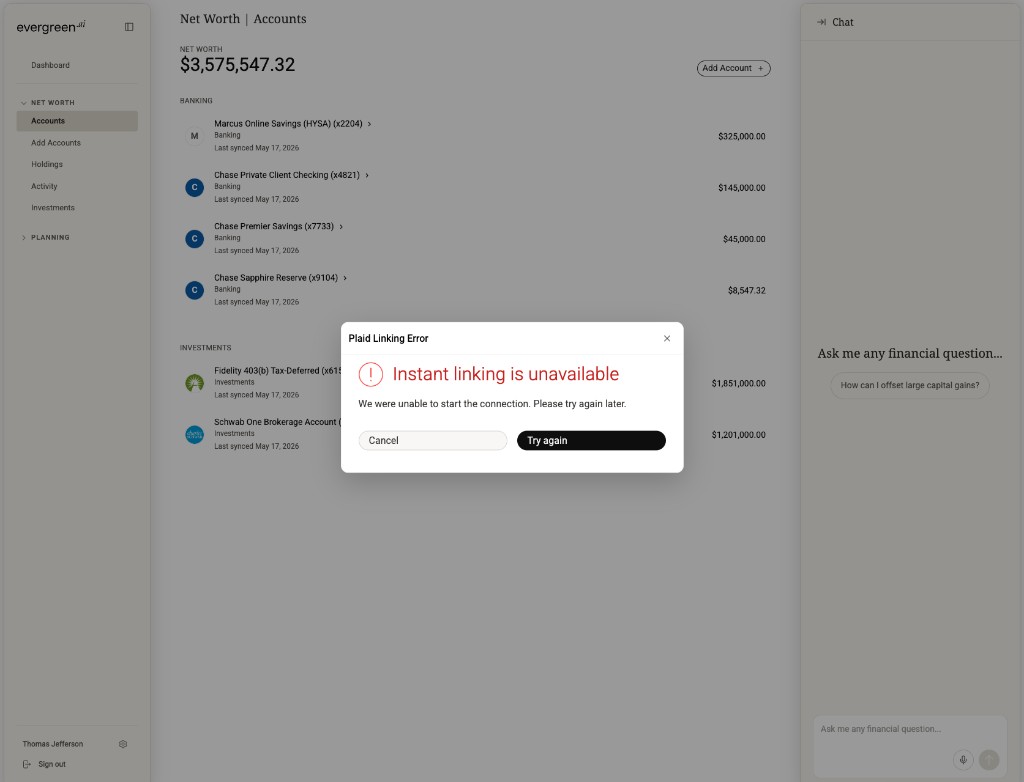 evergreen.ai
Dashboard
NET WORTH
Accounts
Add Accounts
Holdings
Activity
Investments
PLANNING
Thomas Jefferson
Sign out
Net Worth | Accounts
NET WORTH
$3,575,547.32
Add Account +
BANKING
M
Marcus Online Savings (HYSA) (x2204) >
Banking
Last synced May 17, 2026
$325,000.00
C
Chase Private Client Checking (x4821) >
Banking
Last synced May 17, 2026
$145,000.00
C
Chase Premier Savings (x7733) >
Banking
Last synced May 17, 2026
$45,000.00
C
Chase Sapphire Reserve (x9104) >
Banking
Last synced May 17, 2026
$8,547.32
INVESTMENTS
Fidelity 403(b) Tax-Deferred (x615
Investments
Last synced May 17, 2026
$1,851,000.00
Schwab One Brokerage Account (
Investments
Last synced May 17, 2026
$1,201,000.00
Plaid Linking Error
Instant linking is unavailable
We were unable to start the connection. Please try again later.
Cancel
Try again
Chat
Ask me any financial question...
How can I offset large capital gains?
Ask me any financial question...